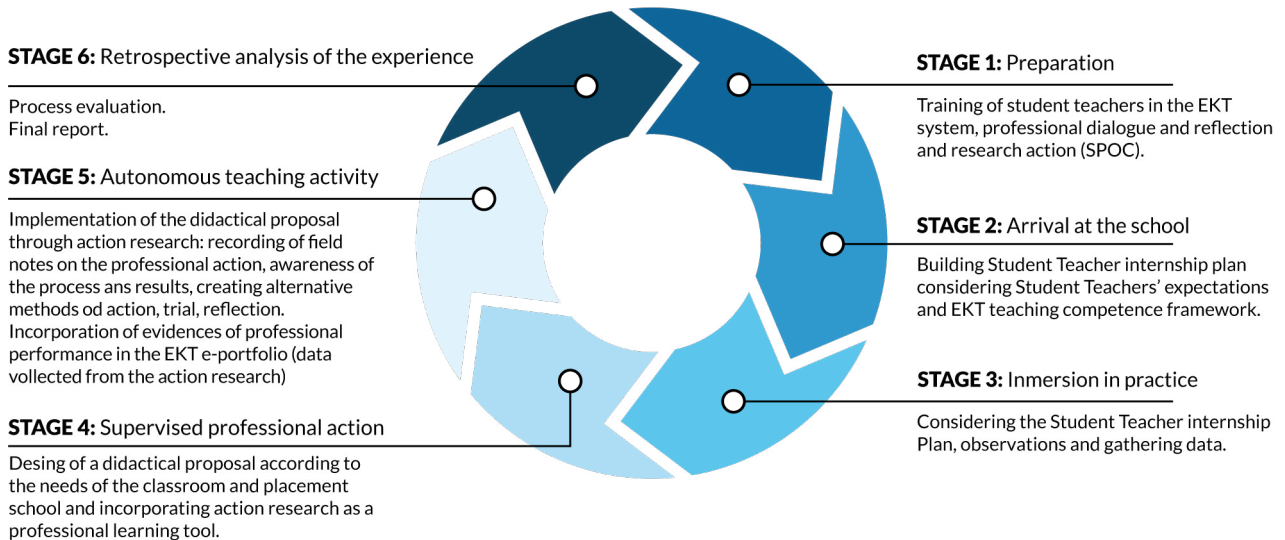 STAGE 1: Preparation
Training of student teachers in the EKT
system, professional dialogue and reflection
and research action (SPOC).
STAGE 2: Arrival at the school
Building Student Teacher internship plan
considering Student Teachers’ expectations
and EKT teaching competence framework.
STAGE 3: Inmersion in practice
Considering the Student Teacher internship
Plan, observations and gathering data.
STAGE 4: Supervised professional action
Desing of a didactical proposal according to
the needs of the classroom and placement
school and incorporating action research as a
professional learning tool.
STAGE 5: Autonomous teaching activity
Implementation of the didactical proposal
through action research: recording of field
notes on the professional action, awareness of
the process ans results, creating alternative
methods od action, trial, reflection.
Incorporation of evidences of professional
performance in the EKT e-portfolio (data
vollected from the action research)
STAGE 6: Retrospective analysis of the experience
Process evaluation.
Final report.